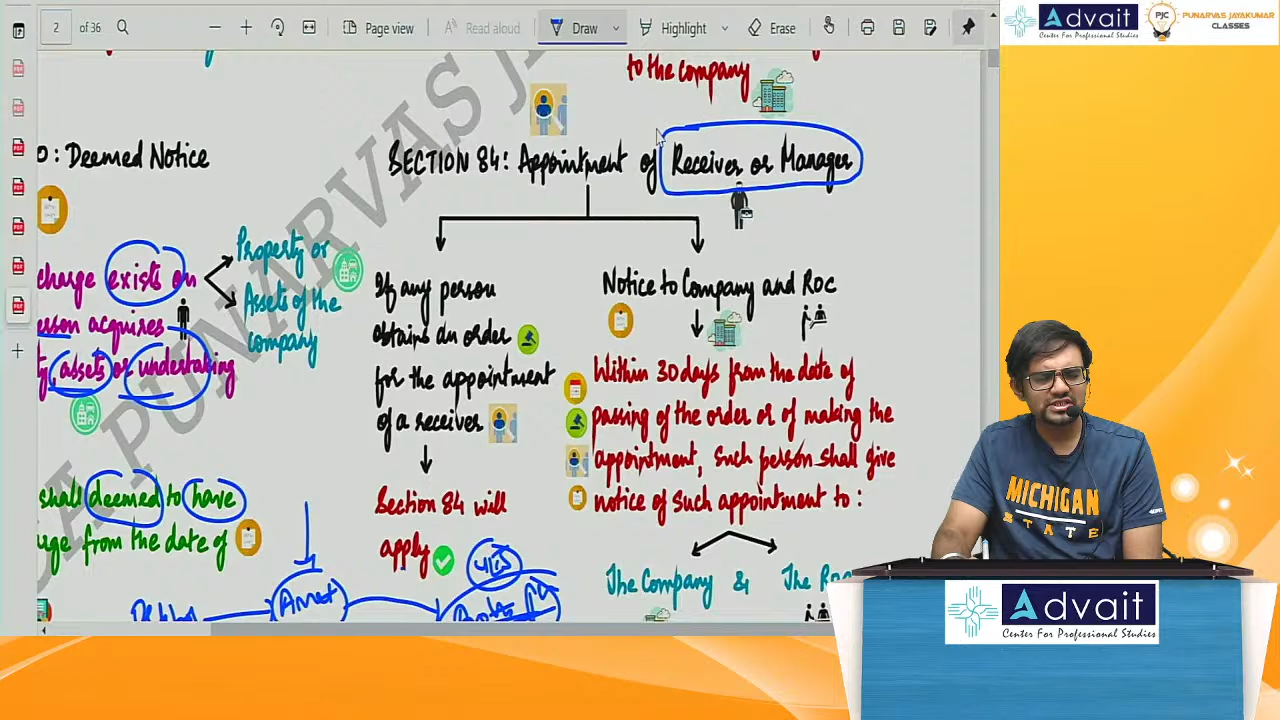 2 of 36
Page view
Read aloud
Draw
Highlight
Erase
Advait
Center For Professional Studies
PJC
PUNARVAS JAYAKUMAR
CLASSES
to the company
: Deemed Notice
SECTION 84: Appointment of Receiver or Manager
charge exists on
Property or
Assets of the
company
person acquires
assets or undertaking
shall deemed to have
from the date of
If any person
obtains an order
for the appointment
of a receiver
Section 84 will
apply
Notice to Company and RoC
Within 30 days from the date of
passing of the order or of making the
appointment, such person shall give
notice of such appointment to:
The Company & The RoC
PUNARVAS
MICHIGAN
STATE
Advait
Center For Professional Studies